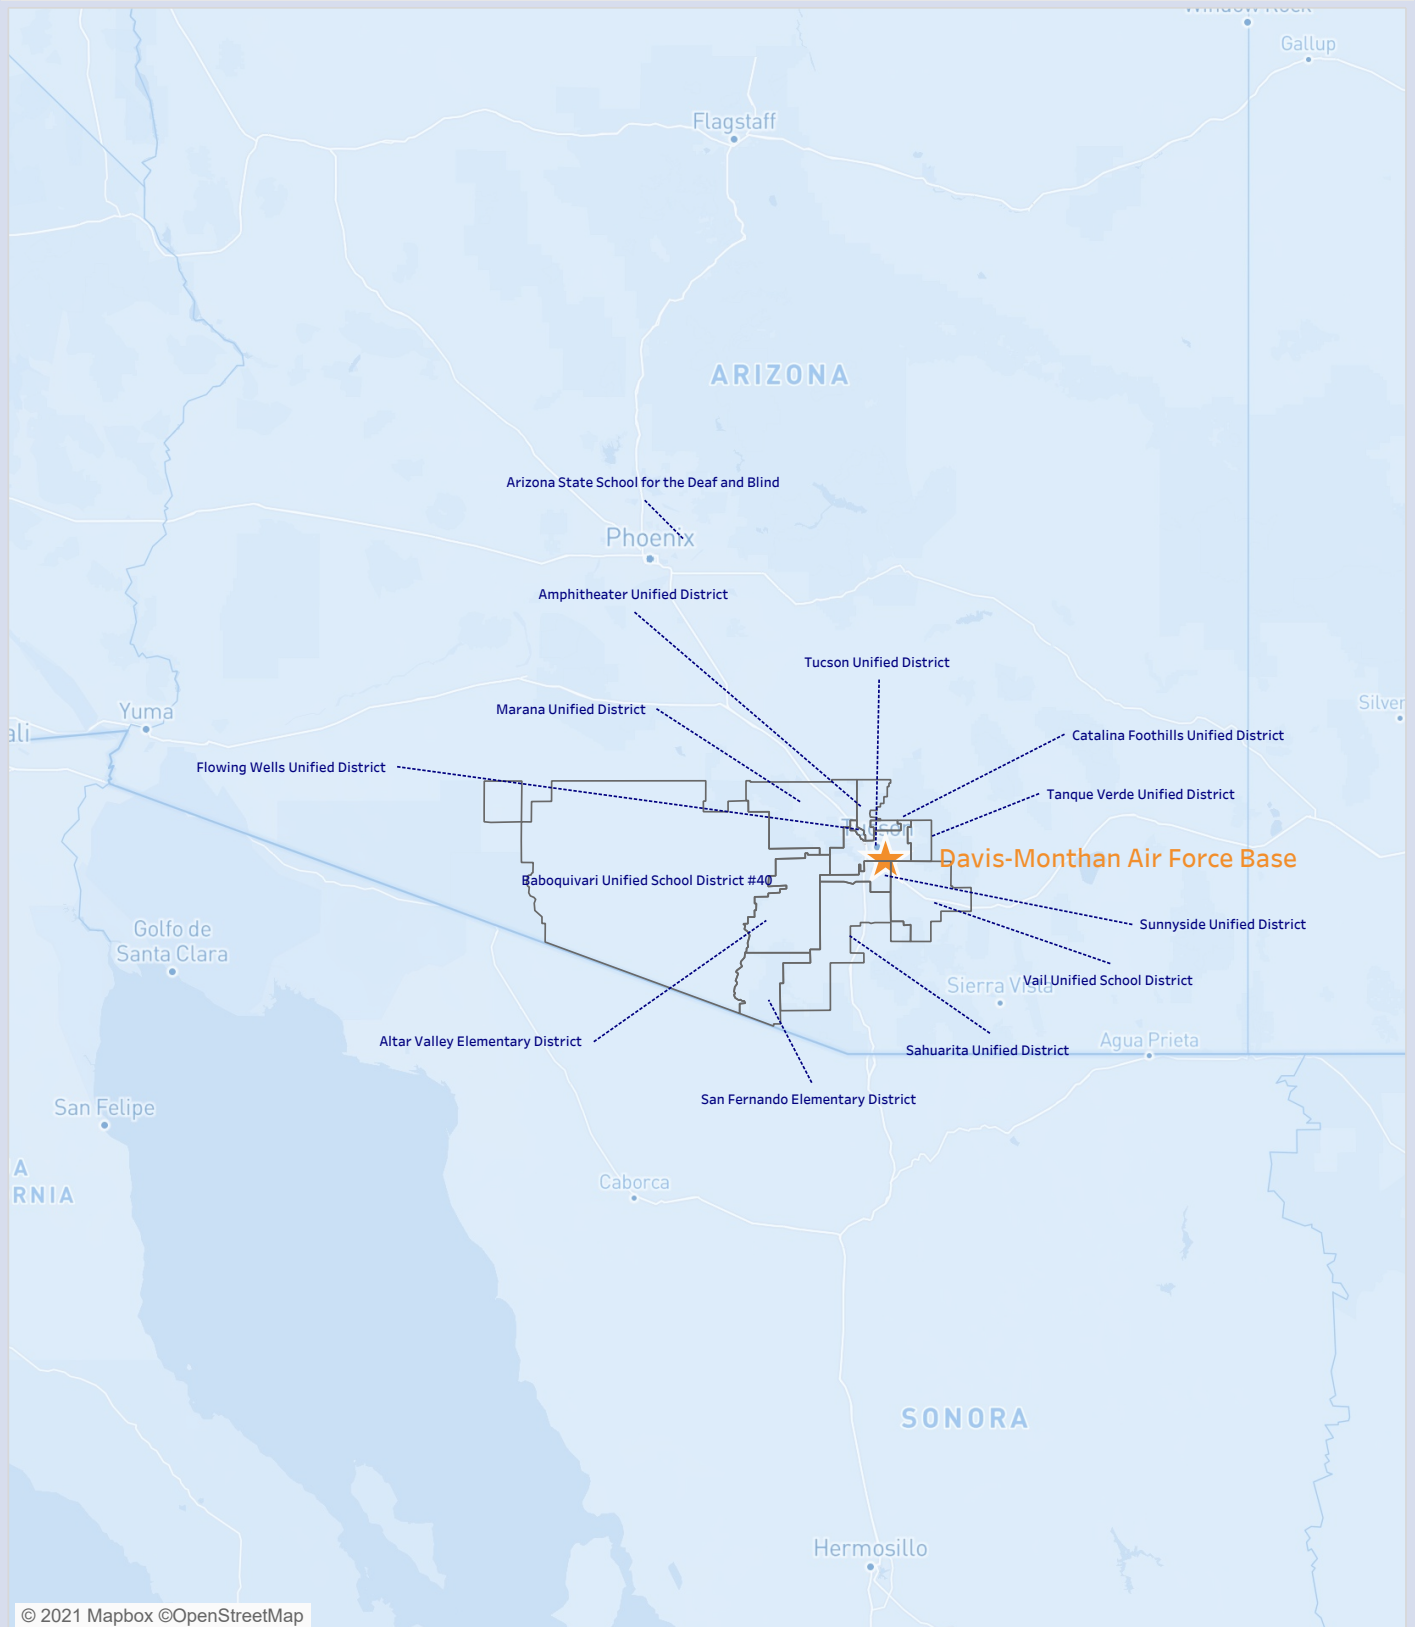 Window Rock
Gallup
Flagstaff
ARIZONA
Arizona State School for the Deaf and Blind
Phoenix
Amphitheater Unified District
Tucson Unified District
Silver
Marana Unified District
Yuma
ali
Catalina Foothills Unified District
Flowing Wells Unified District
Tanque Verde Unified District
Tucson
Davis-Monthan Air Force Base
Baboquivari Unified School District #40
Sunnyside Unified District
Golfo de
Santa Clara
Vail Unified School District
Sierra Vista
Altar Valley Elementary District
Agua Prieta
Sahuarita Unified District
San Fernando Elementary District
San Felipe
A
RNIA
Caborca
SONORA
Hermosillo
© 2021 Mapbox ©OpenStreetMap